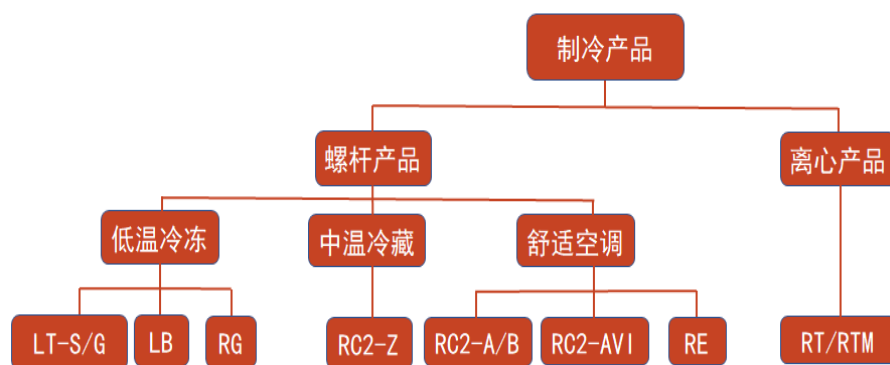 制冷产品
螺杆产品
离心产品
低温冷冻
中温冷藏
舒适空调
LT-S/G
LB
RG
RC2-Z
RC2-A/B
RC2-AVI
RE
RT/RTM